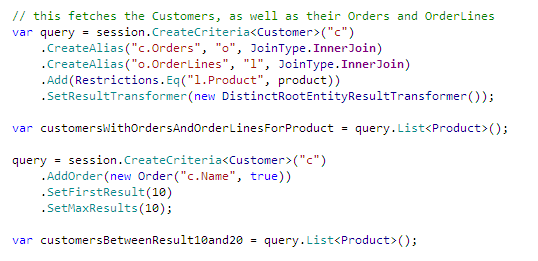 // this fetches the Customers, as well as their Orders and OrderLines
var query = session.CreateCriteria<Customer>("c")
.CreateAlias("c.Orders", "o", JoinType.InnerJoin)
.CreateAlias("o.OrderLines", "l", JoinType.InnerJoin)
.Add(Restrictions.Eq("l.Product", product))
.SetResultTransformer(new DistinctRootEntityResultTransformer());
var customersWithOrdersAndOrderLinesForProduct = query.List<Product>();
query = session.CreateCriteria<Customer>("c")
.AddOrder(new Order("c.Name", true))
.SetFirstResult(10)
.SetMaxResults(10);
var customersBetweenResult10and20 = query.List<Product>();